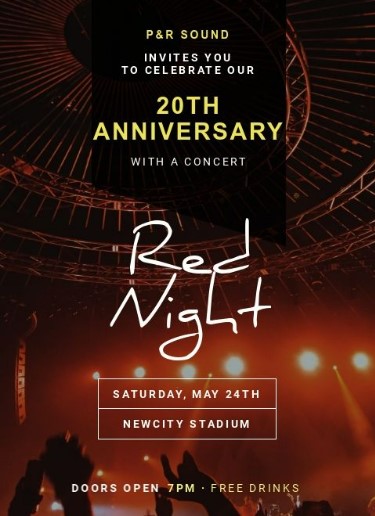 P&R SOUND
INVITES YOU
TO CELEBRATE OUR
20TH
ANNIVERSARY
WITH A CONCERT
Red
Night
SATURDAY, MAY 24TH
NEWCITY STADIUM
DOORS OPEN 7PM · FREE DRINKS